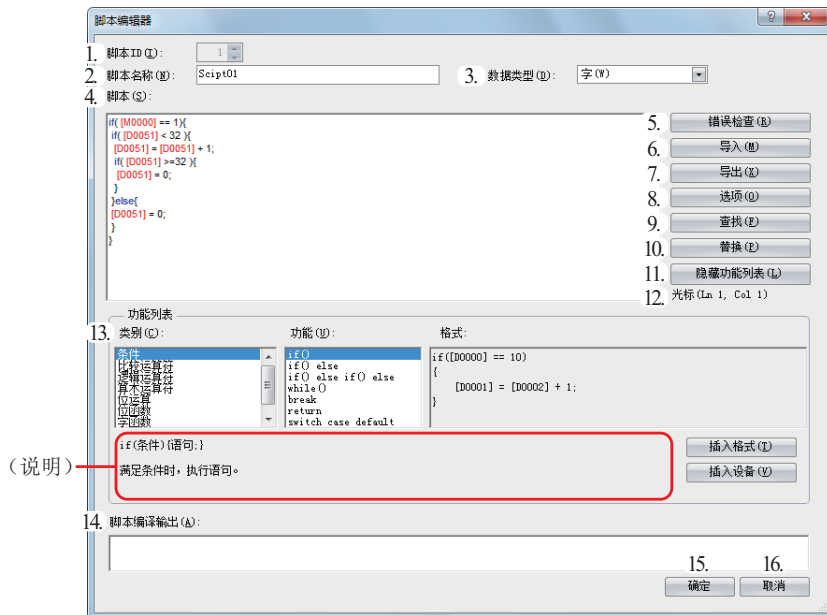 脚本编辑器
1. 脚本ID(I): 1
2. 脚本名称(N): Scipt01
3. 数据类型(D): 字(W)
4. 脚本(S):
if( [M0000] == 1){
if( [D0051] < 32 ){
[D0051] = [D0051] + 1;
if( [D0051] >=32 ){
[D0051] = 0;
}
}else{
[D0051] = 0;
}
}
5. 错误检查(R)
6. 导入(M)
7. 导出(X)
8. 选项(O)
9. 查找(F)
10. 替换(P)
11. 隐藏功能列表(L)
12. 光标(Ln 1, Col 1)
功能列表
13. 类别(C):
条件
比较运算符
逻辑运算符
算术运算符
位运算
位函数
字函数
功能(U):
if()
if() else
if() else if() else
while()
break
return
switch case default
格式:
if([D0000] == 10)
{
[D0001] = [D0002] + 1;
}
(说明)
if(条件){语句;}
满足条件时，执行语句。
插入格式(T)
插入设备(V)
14. 脚本编译输出(A):
15. 确定
16. 取消